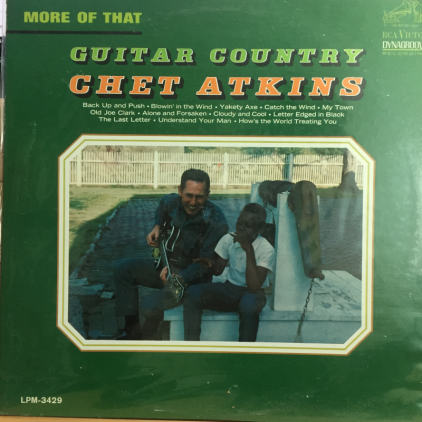 MORE OF THAT
RCA VICTOR
DYNAGROOVE
GUITAR COUNTRY
CHET ATKINS
Back Up and Push • Blowin' in the Wind • Yakety Axe • Catch the Wind • My Town
Old Joe Clark • Alone and Forsaken • Cloudy and Cool • Letter Edged in Black
The Last Letter • Understand Your Man • How's the World Treating You
LPM-3429